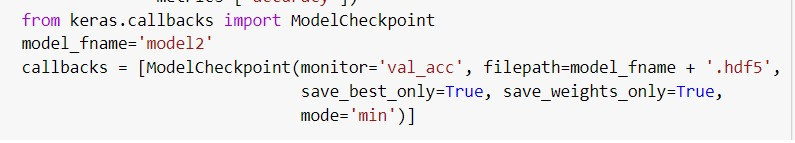 from keras.callbacks import ModelCheckpoint
model_fname='model2'
callbacks = [ModelCheckpoint(monitor='val_acc', filepath=model_fname + '.hdf5',
save_best_only=True, save_weights_only=True,
mode='min')]